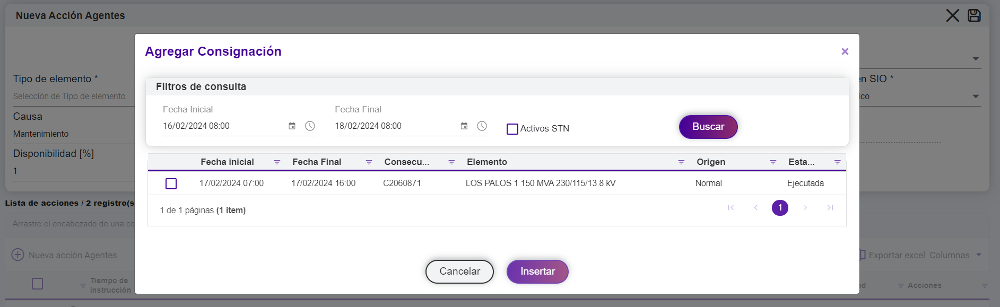 Nueva Acción Agentes
Agregar Consignación
×
Tipo de elemento *
en SIO *
Filtros de consulta
Selección de Tipo de elemento
Fecha Inicial
Fecha Final
Causa
16/02/2024 08:00
18/02/2024 08:00
Activos STN
Buscar
Mantenimiento
Disponibilidad [%]
1
Fecha inicial
Fecha Final
Consecu...
Elemento
Origen
Esta...
17/02/2024 07:00
17/02/2024 16:00
C2060871
LOS PALOS 1 150 MVA 230/115/13.8 kV
Normal
Ejecutada
Lista de acciones / 2 registro(s
1 de 1 páginas (1 item)
1
Arrastre el encabezado de una co
Nueva acción Agentes
Exportar excel
Columnas
Cancelar
Insertar
Tiempo de
instrucción
Acciones